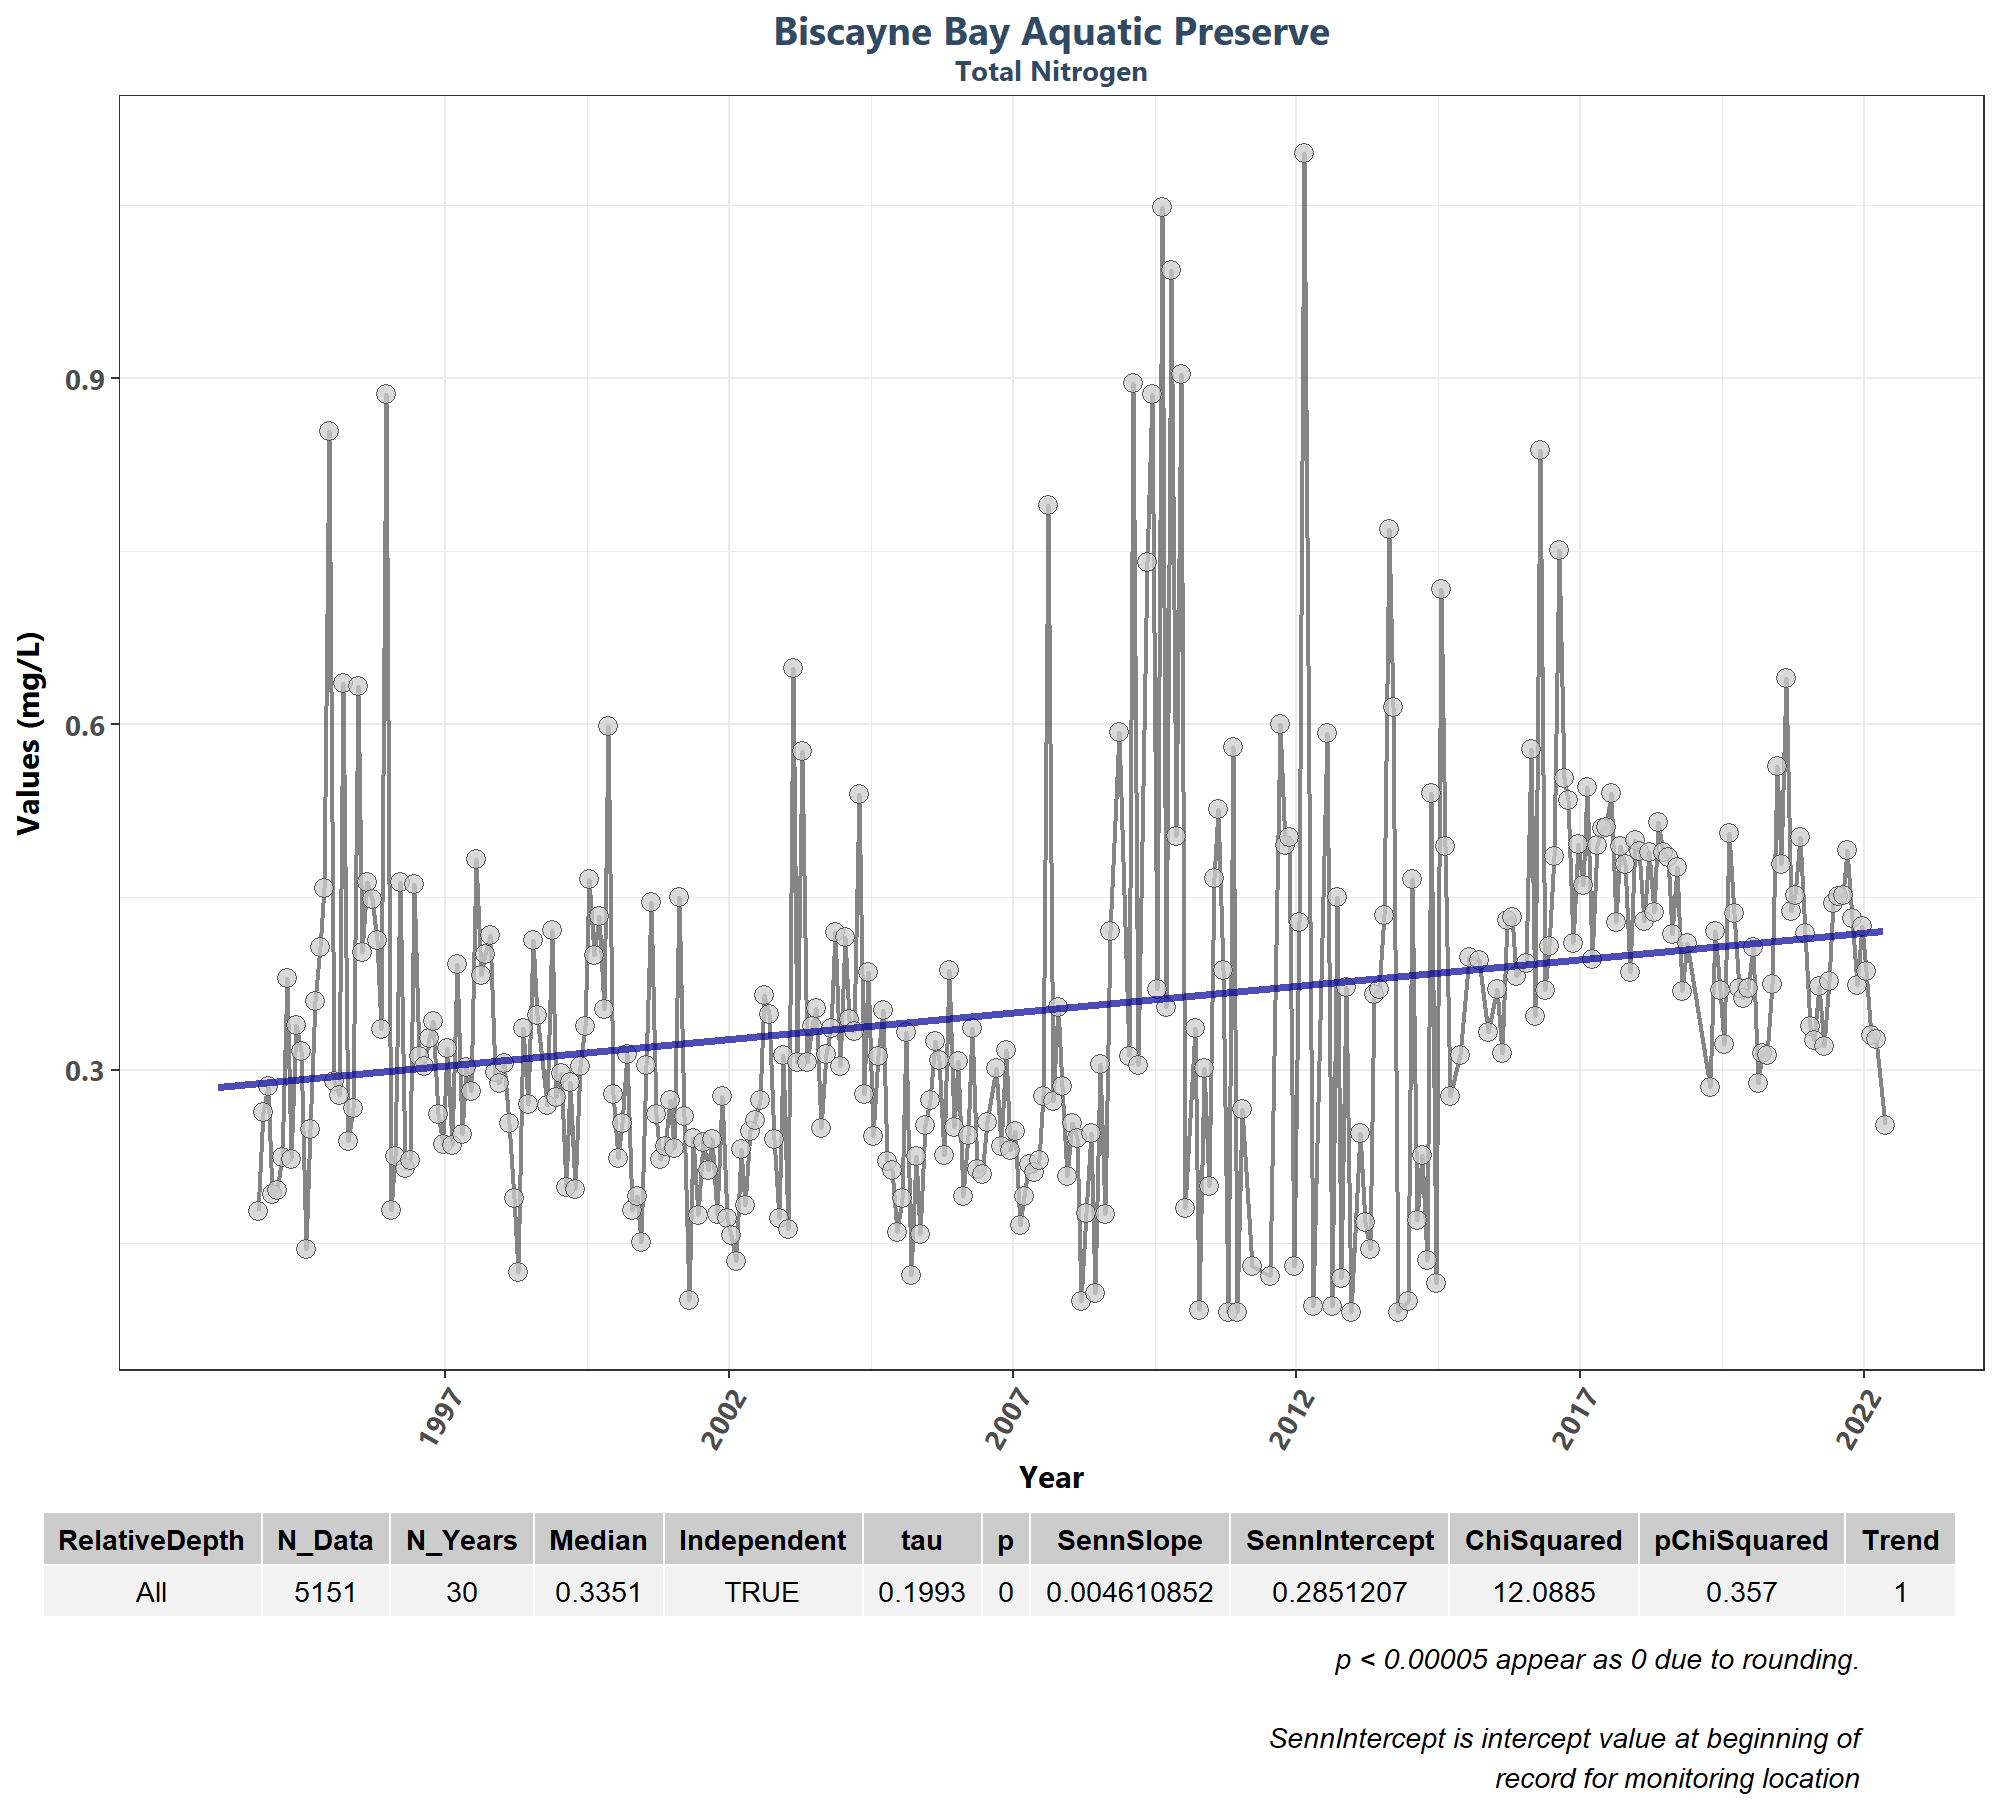 Biscayne Bay Aquatic Preserve
Total Nitrogen
Values (mg/L)
0.9
0.6
0.3
1997 2002 2007 2012 2017 2022
Year
RelativeDepth N_Data N_Years Median Independent tau p SennSlope SennIntercept ChiSquared pChiSquared Trend
All 5151 30 0.3351 TRUE 0.1993 0 0.004610852 0.2851207 12.0885 0.357 1
p < 0.00005 appear as 0 due to rounding.
SennIntercept is intercept value at beginning of
record for monitoring location